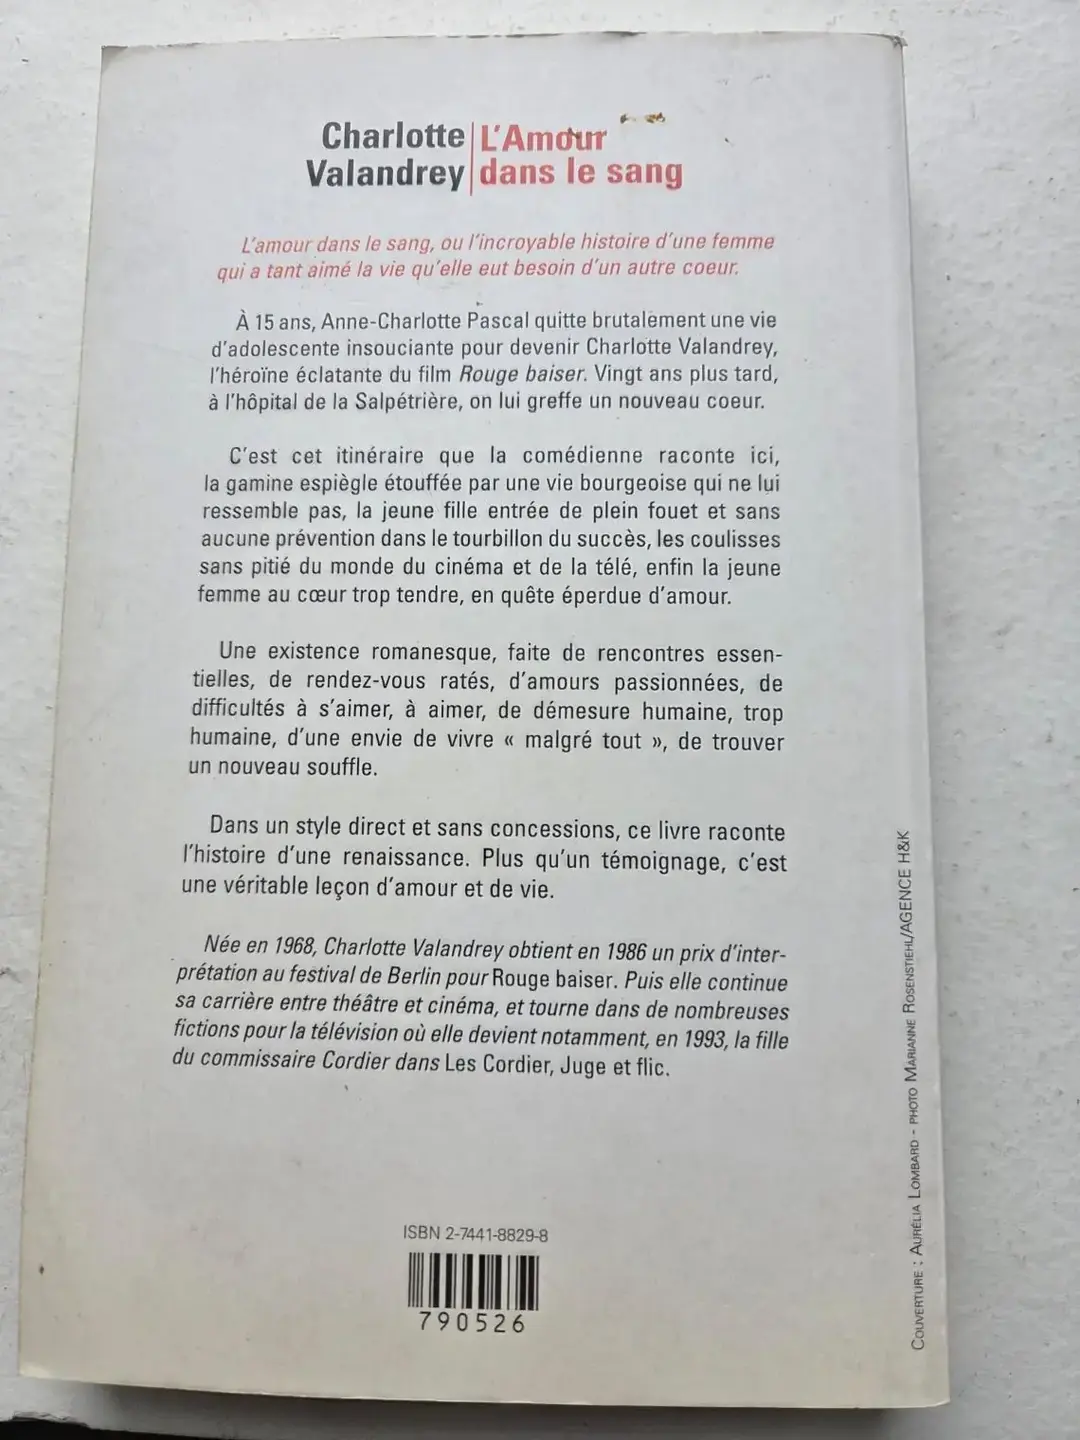 Charlotte
Valandrey
L'Amour
dans le sang
L'amour dans le sang, ou l'incroyable histoire d'une femme
qui a tant aimé la vie qu'elle eut besoin d'un autre coeur.
À 15 ans, Anne-Charlotte Pascal quitte brutalement une vie
d'adolescente insouciante pour devenir Charlotte Valandrey,
l'héroïne éclatante du film Rouge baiser. Vingt ans plus tard,
à l'hôpital de la Salpétrière, on lui greffe un nouveau coeur.
C'est cet itinéraire que la comédienne raconte ici,
la gamine espiègle étouffée par une vie bourgeoise qui ne lui
ressemble pas, la jeune fille entrée de plein fouet et sans
aucune prévention dans le tourbillon du succès, les coulisses
sans pitié du monde du cinéma et de la télé, enfin la jeune
femme au cœur trop tendre, en quête éperdue d'amour.
Une existence romanesque, faite de rencontres essen-
tielles, de rendez-vous ratés, d'amours passionnées, de
difficultés à s'aimer, à aimer, de démesure humaine, trop
humaine, d'une envie de vivre « malgré tout », de trouver
un nouveau souffle.
Dans un style direct et sans concessions, ce livre raconte
l'histoire d'une renaissance. Plus qu'un témoignage, c'est
une véritable leçon d'amour et de vie.
Née en 1968, Charlotte Valandrey obtient en 1986 un prix d'inter-
prétation au festival de Berlin pour Rouge baiser. Puis elle continue
sa carrière entre théâtre et cinéma, et tourne dans de nombreuses
fictions pour la télévision où elle devient notamment, en 1993, la fille
du commissaire Cordier dans Les Cordier, Juge et flic.
ISBN 2-7441-8829-8
790526
COUVERTURE : AURÉLIA LOMBARD - PHOTO MARIANNE ROSENSTIEHL/AGENCE H&K